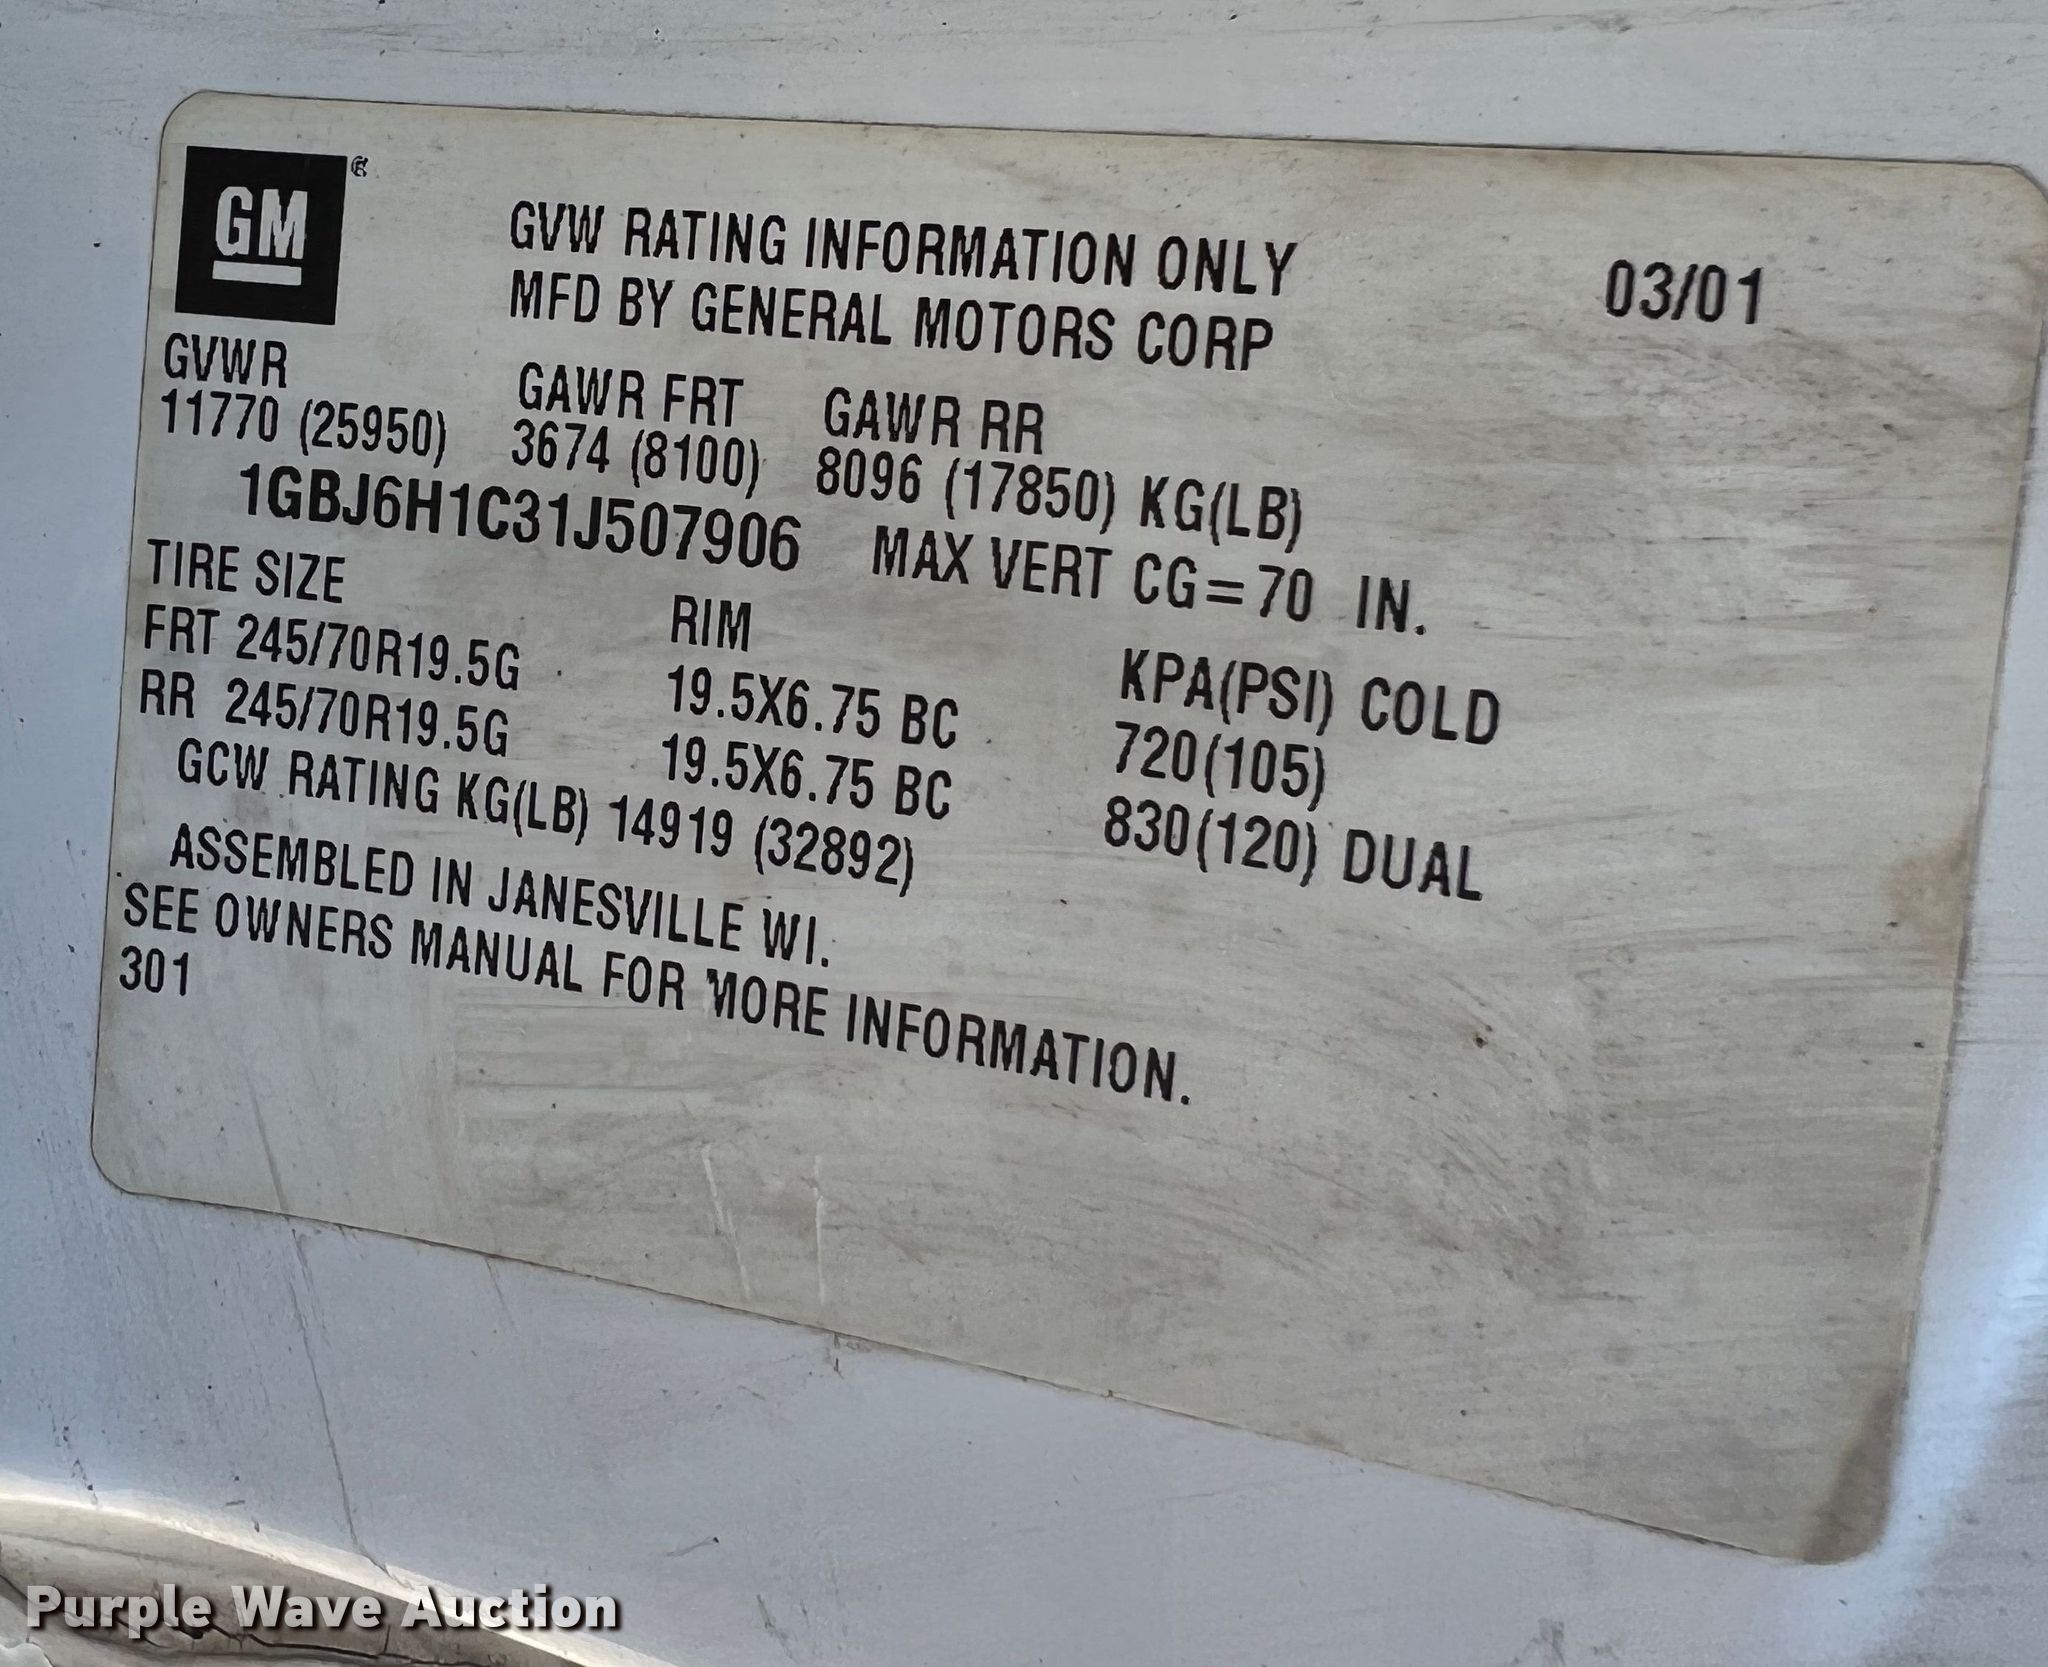 GM ®
GVW RATING INFORMATION ONLY 03/01
MFD BY GENERAL MOTORS CORP
GVWR GAWR FRT GAWR RR
11770 (25950) 3674 (8100) 8096 (17850) KG(LB)
1GBJ6H1C31J507906 MAX VERT CG=70 IN.
TIRE SIZE RIM KPA(PSI) COLD
FRT 245/70R19.5G 19.5X6.75 BC 720(105)
RR 245/70R19.5G 19.5X6.75 BC 830(120) DUAL
GCW RATING KG(LB) 14919 (32892)
ASSEMBLED IN JANESVILLE WI.
SEE OWNERS MANUAL FOR MORE INFORMATION.
301
Purple Wave Auction